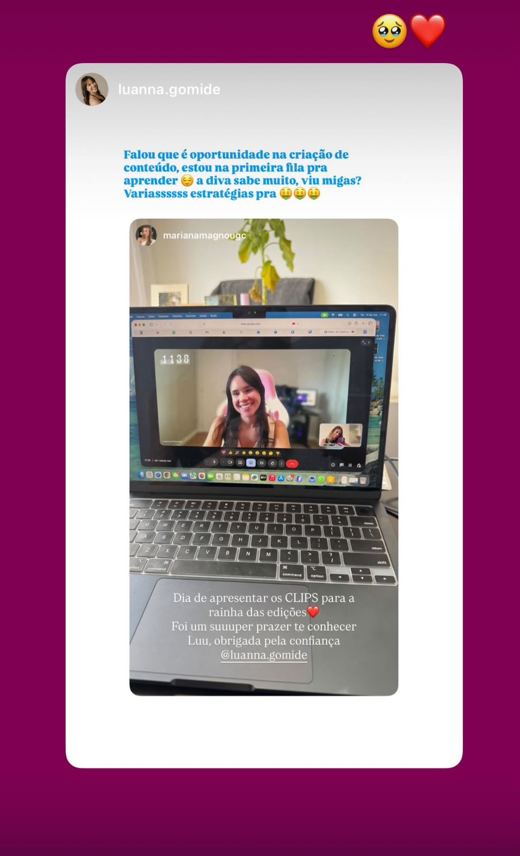 🥹❤️
luanna.gomide
Falou que é oportunidade na criação de
conteúdo, estou na primeira fila pra
aprender 😌 a diva sabe muito, viu migas?
Variassssss estratégias pra 🤑🤑🤑
marianamagnougc
1138
Dia de apresentar os CLIPS para a
rainha das edições❤️
Foi um suuuper prazer te conhecer
Luu, obrigada pela confiança
@luanna.gomide